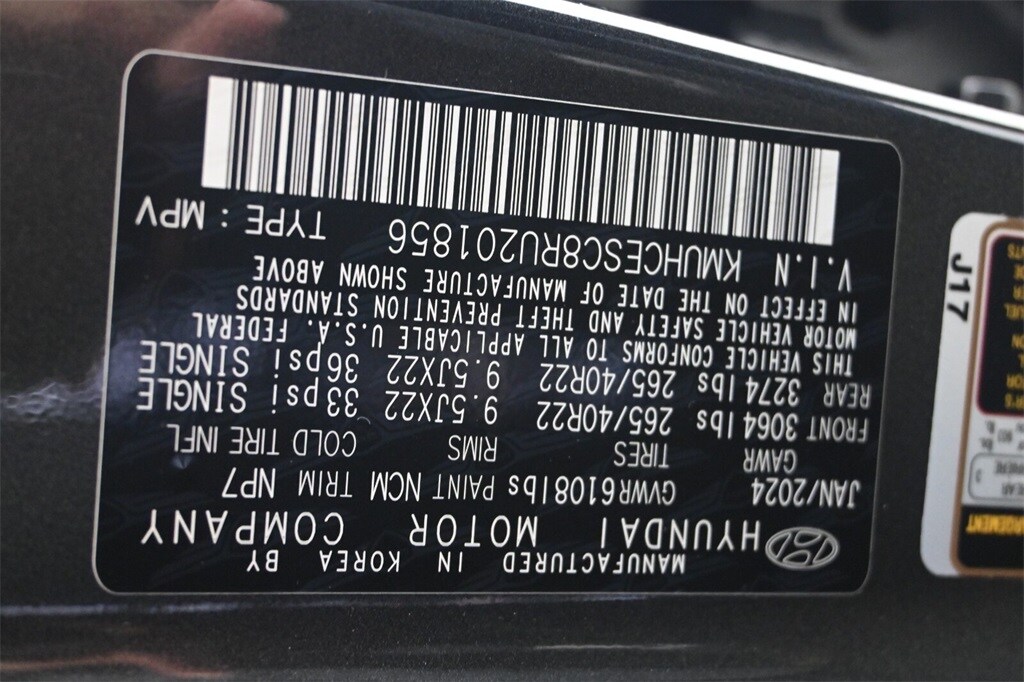 MANUFACTURED IN KOREA BY
HYUNDAI MOTOR COMPANY
JAN/2024 GVWR6108lbs PAINT NCM TRIM NP7
GAWR TIRES RIMS COLD TIRE INFL
FRONT 3064lbs 265/40R22 9.5JX22 33psi SINGLE
REAR 3274lbs 265/40R22 9.5JX22 36psi SINGLE
THIS VEHICLE CONFORMS TO ALL APPLICABLE U.S.A. FEDERAL
MOTOR VEHICLE SAFETY AND THEFT PREVENTION STANDARDS
IN EFFECT ON THE DATE OF MANUFACTURE SHOWN ABOVE
V.I.N KMUHCESC8RU201856 TYPE : MPV
J17